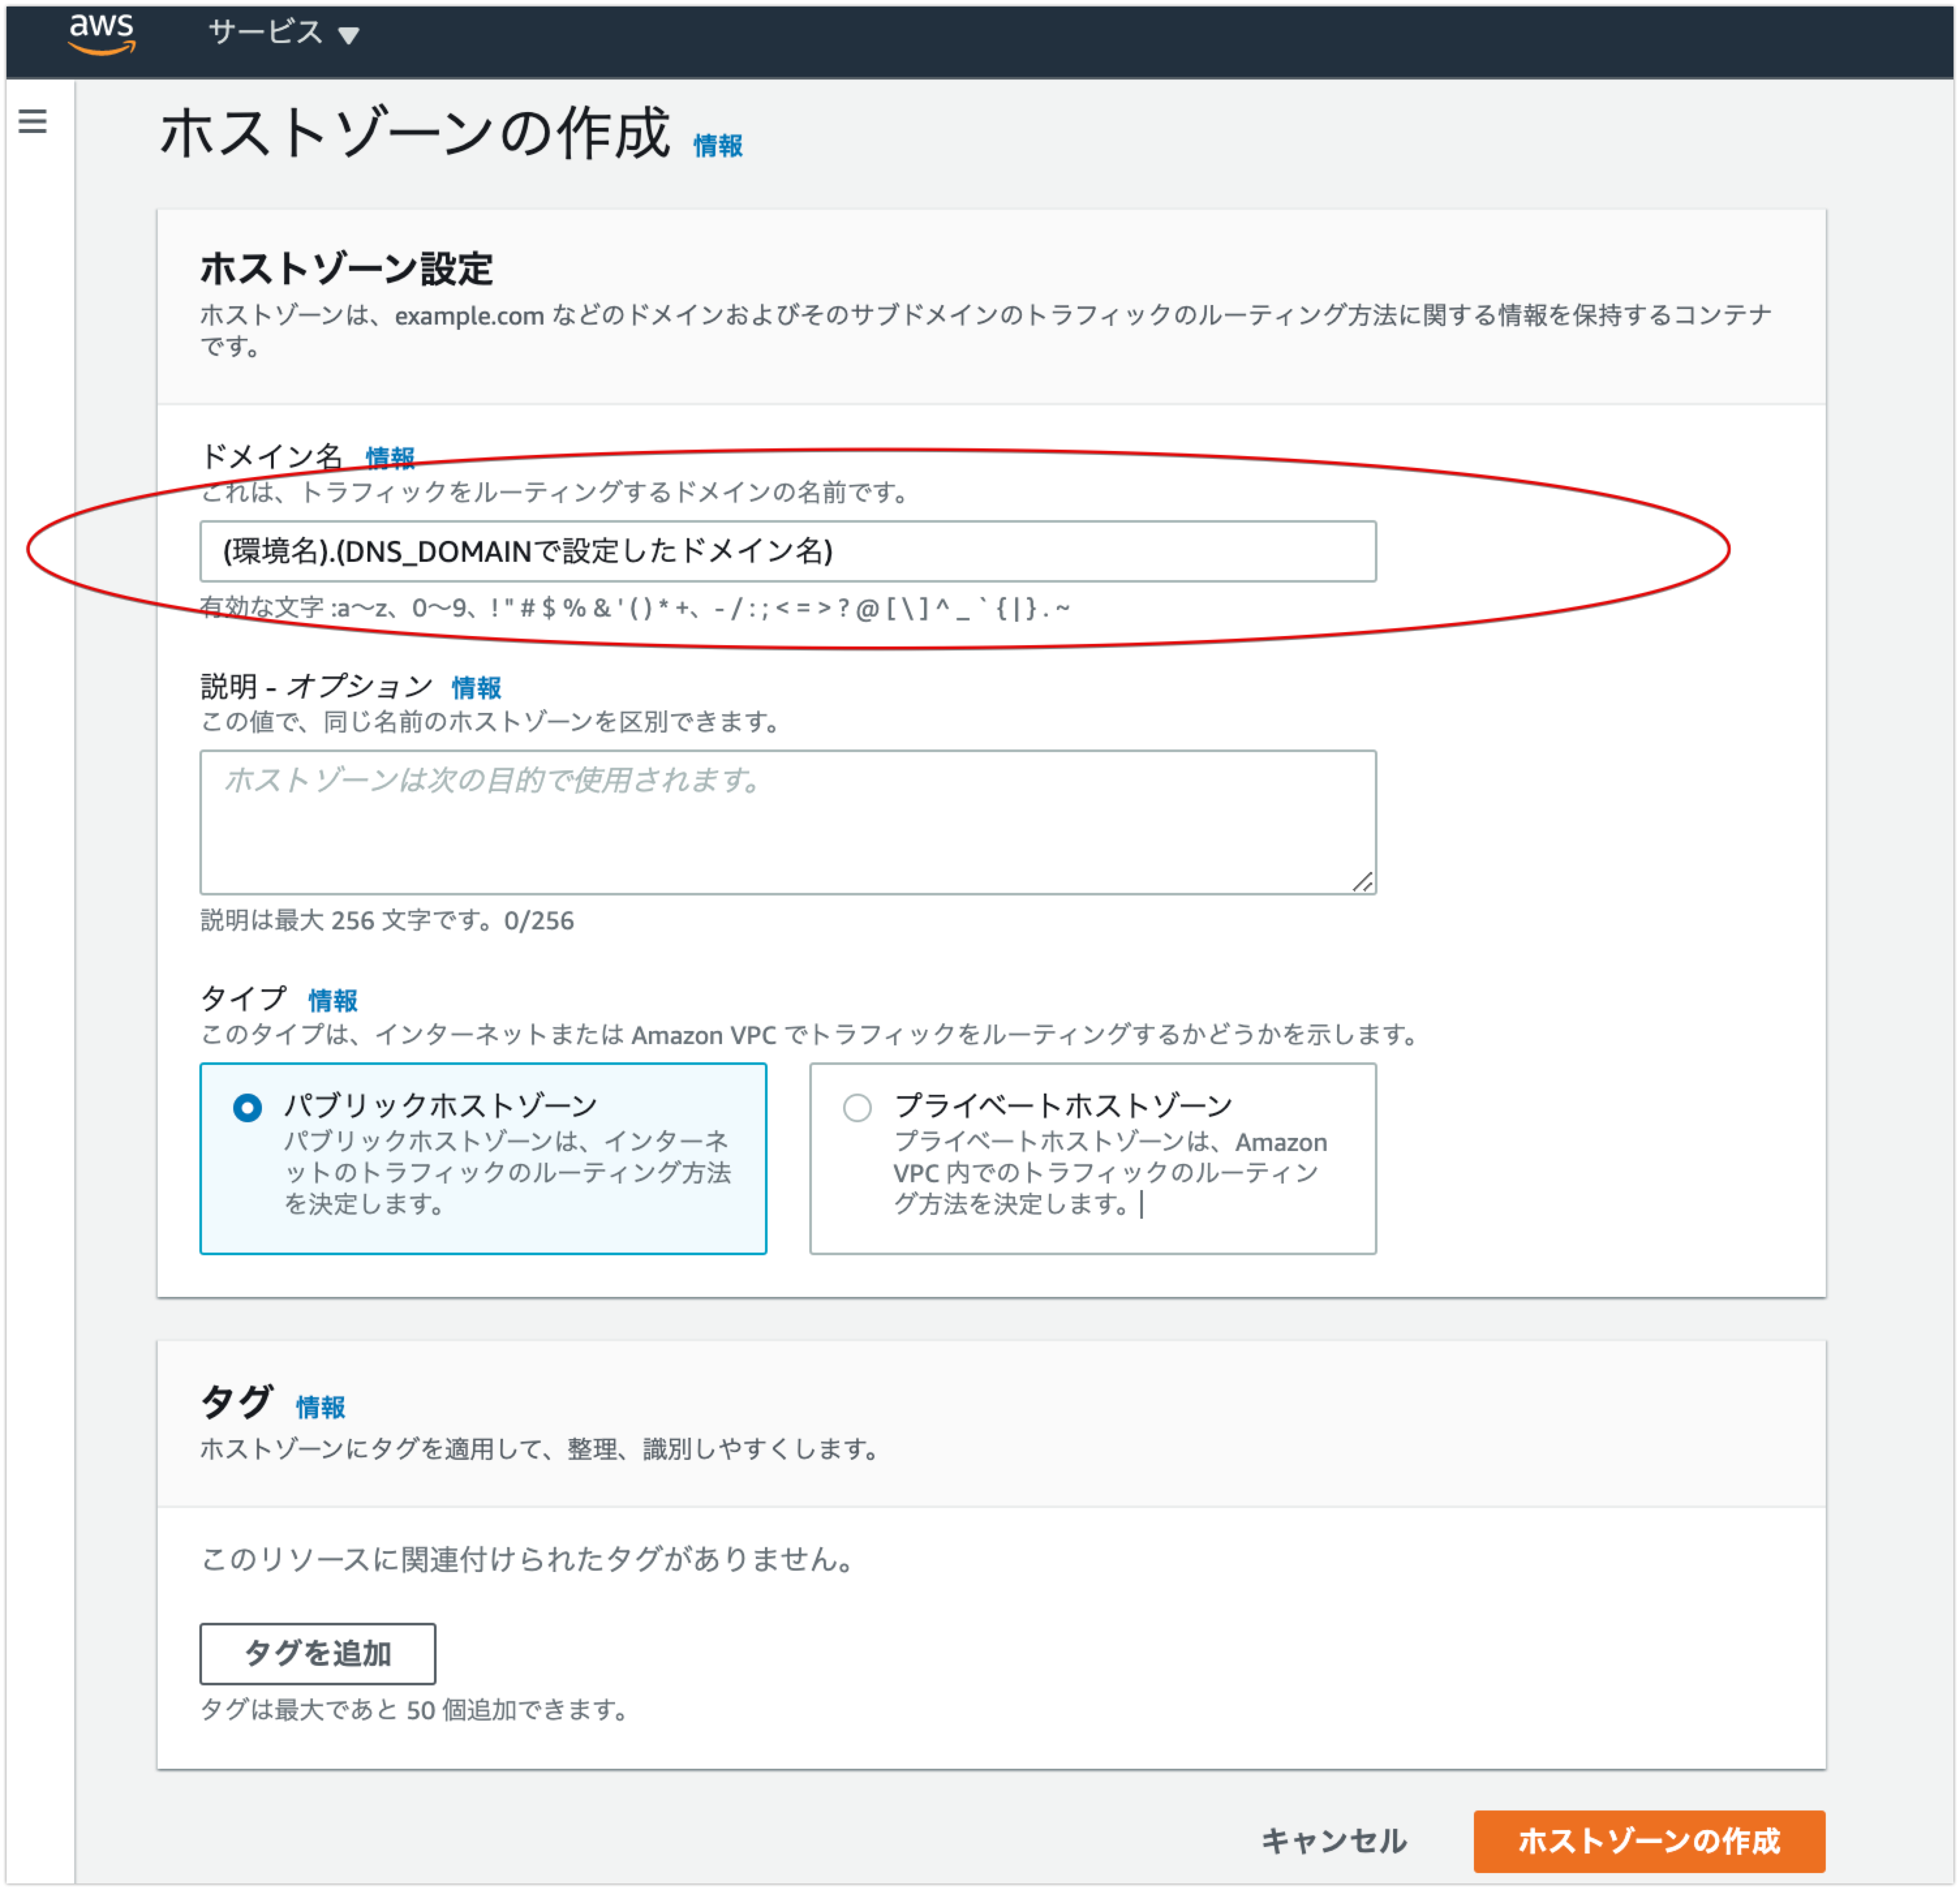 aws サービス ▼
ホストゾーンの作成 情報
ホストゾーン設定
ホストゾーンは、example.com などのドメインおよびそのサブドメインのトラフィックのルーティング方法に関する情報を保持するコンテナ
です。
ドメイン名 情報
これは、トラフィックをルーティングするドメインの名前です。
(環境名).(DNS_DOMAINで設定したドメイン名)
有効な文字 :a～z、0～9、! " # $ % & ' ( ) * +、- / : ; < = > ? @ [ \ ] ^ _ ` { | } . ~
説明 - オプション 情報
この値で、同じ名前のホストゾーンを区別できます。
ホストゾーンは次の目的で使用されます。
説明は最大 256 文字です。0/256
タイプ 情報
このタイプは、インターネットまたは Amazon VPC でトラフィックをルーティングするかどうかを示します。
パブリックホストゾーン
パブリックホストゾーンは、インターネ
ットのトラフィックのルーティング方法
を決定します。
プライベートホストゾーン
プライベートホストゾーンは、Amazon
VPC 内でのトラフィックのルーティン
グ方法を決定します。
タグ 情報
ホストゾーンにタグを適用して、整理、識別しやすくします。
このリソースに関連付けられたタグがありません。
タグを追加
タグは最大であと 50 個追加できます。
キャンセル ホストゾーンの作成